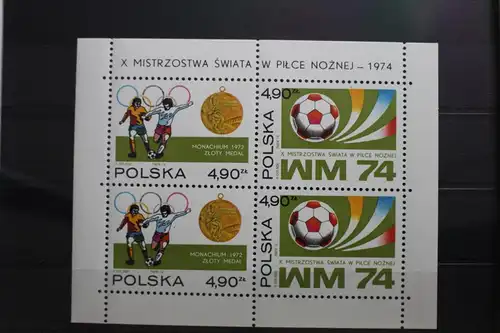 X MISTRZOSTWA ŚWIATA W PIŁCE NOŻNEJ – 1974
MONACHIUM 1972
ZŁOTY MEDAL
POLSKA 4,90 ZŁ
4,90 ZŁ
POLSKA
X MISTRZOSTWA ŚWIATA W PIŁCE NOŻNEJ
WM 74
MONACHIUM 1972
ZŁOTY MEDAL
POLSKA 4,90 ZŁ
4,90 ZŁ
POLSKA
X MISTRZOSTWA ŚWIATA W PIŁCE NOŻNEJ
WM 74